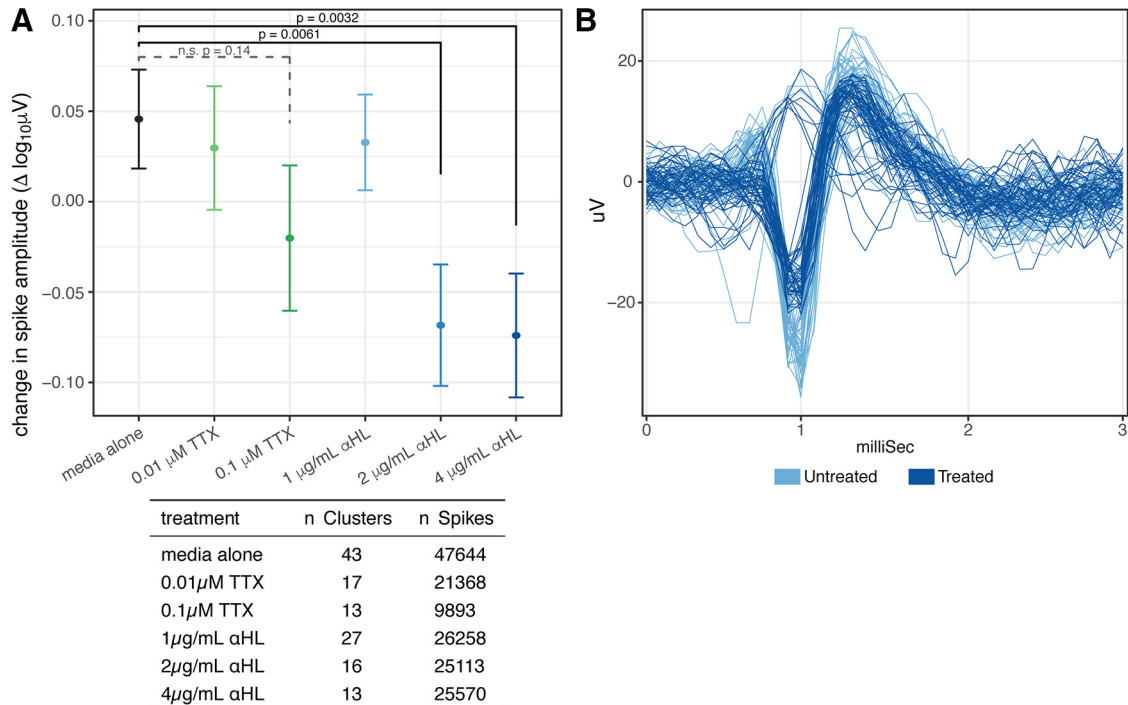 A
change in spike amplitude (Δ log10μV)
0.10
0.05
0.00
−0.05
−0.10
p = 0.0032
p = 0.0061
n.s. p = 0.14
media alone
0.01 μM TTX
0.1 μM TTX
1 μg/mL αHL
2 μg/mL αHL
4 μg/mL αHL
treatment n Clusters n Spikes
media alone 43 47644
0.01μM TTX 17 21368
0.1μM TTX 13 9893
1μg/mL αHL 27 26258
2μg/mL αHL 16 25113
4μg/mL αHL 13 25570
B
uV
20
0
−20
0 1 2 3
milliSec
Untreated Treated